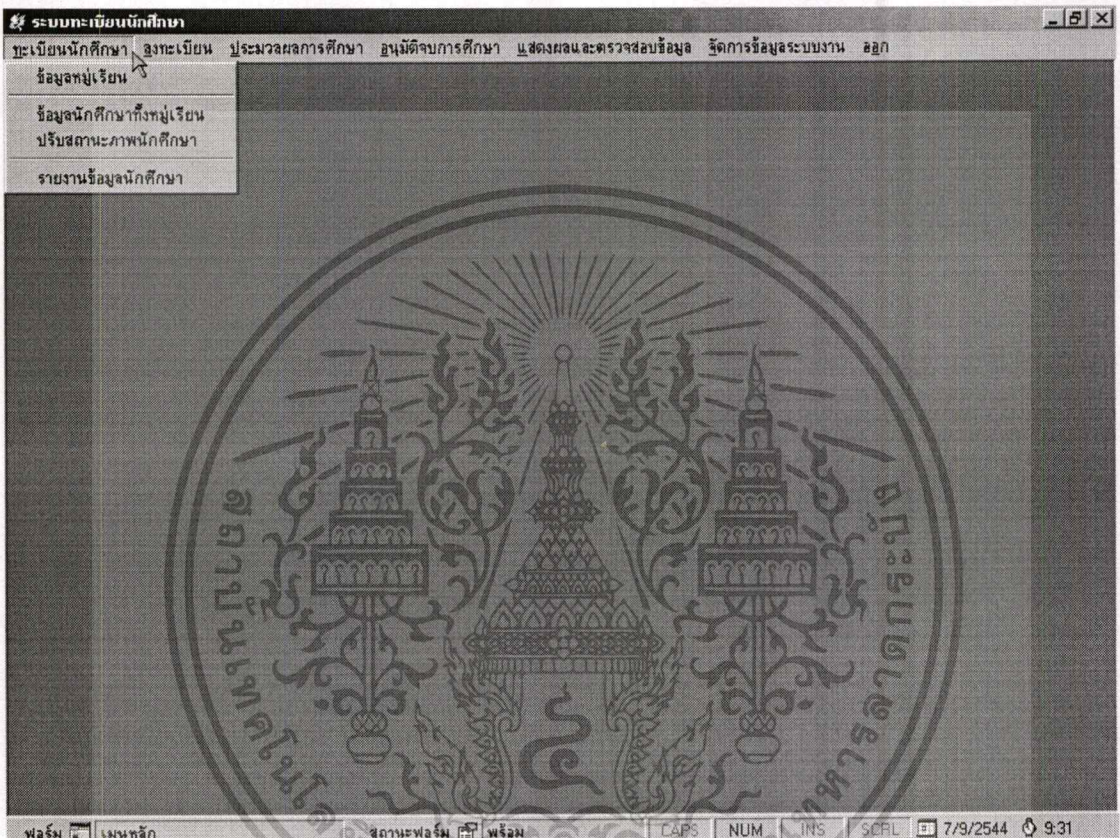 ระบบทะเบียนนักศึกษา
ทะเบียนนักศึกษา ลงทะเบียน ประมวลผลการศึกษา อนุมัติจบการศึกษา แสดงผลและตรวจสอบข้อมูล จัดการข้อมูลระบบงาน ออก
ข้อมูลหมู่เรียน
ข้อมูลนักศึกษาทั้งหมู่เรียน
ปรับสถานะภาพนักศึกษา
รายงานข้อมูลนักศึกษา
ฟอร์ม เมนูหลัก สถานะฟอร์ม พร้อม CAPS NUM INS SCRL 7/9/2544 9:31